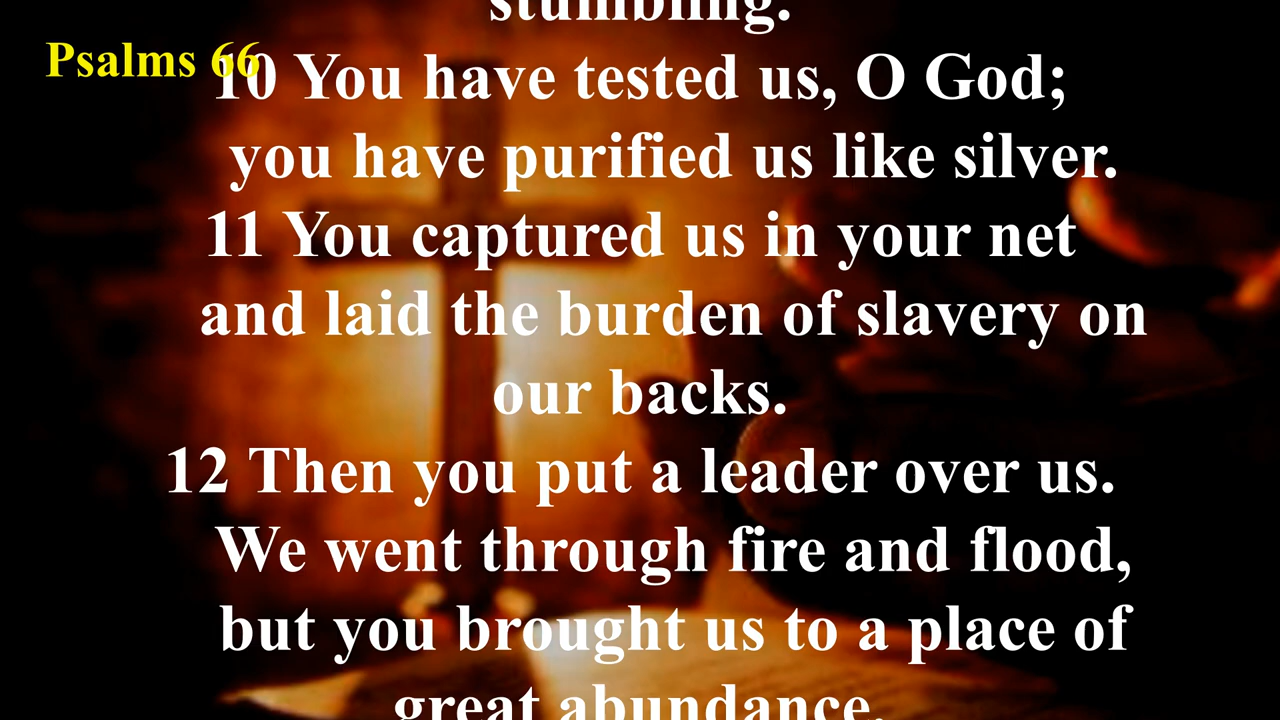 stumbling.
Psalms 66
10 You have tested us, O God;
you have purified us like silver.
11 You captured us in your net
and laid the burden of slavery on
our backs.
12 Then you put a leader over us.
We went through fire and flood,
but you brought us to a place of
great abundance.